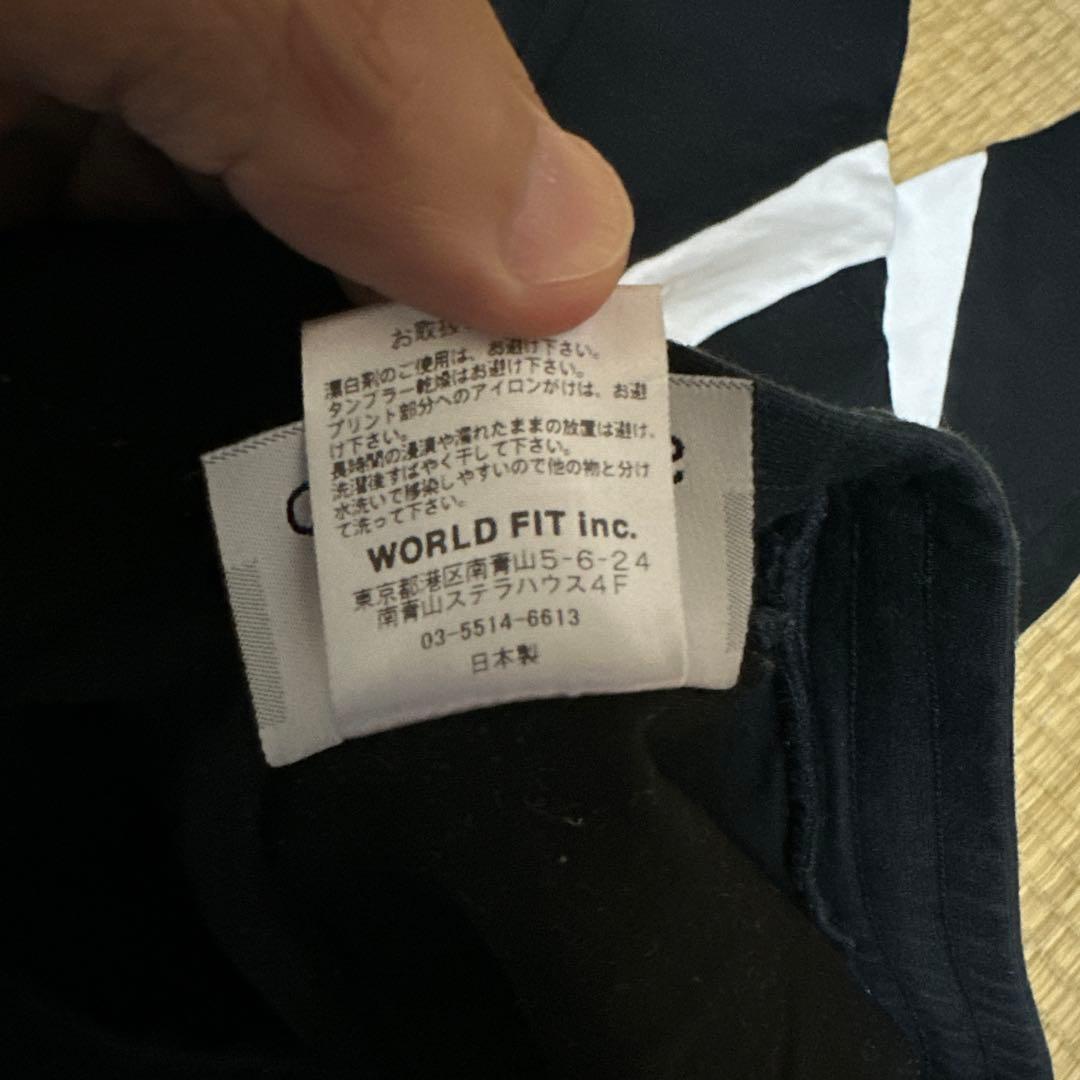 お取扱
漂白剤のご使用は、お避け下さい。
タンブラー乾燥はお避け下さい。
プリント部分へのアイロンがけは、お避
け下さい。
長時間の浸漬や濡れたままの放置は避け、
洗濯後すばやく干して下さい。
水洗いで移染しやすいので他の物と分け
て洗って下さい。
WORLD FIT inc.
東京都港区南青山5-6-24
南青山ステラハウス4F
03-5514-6613
日本製